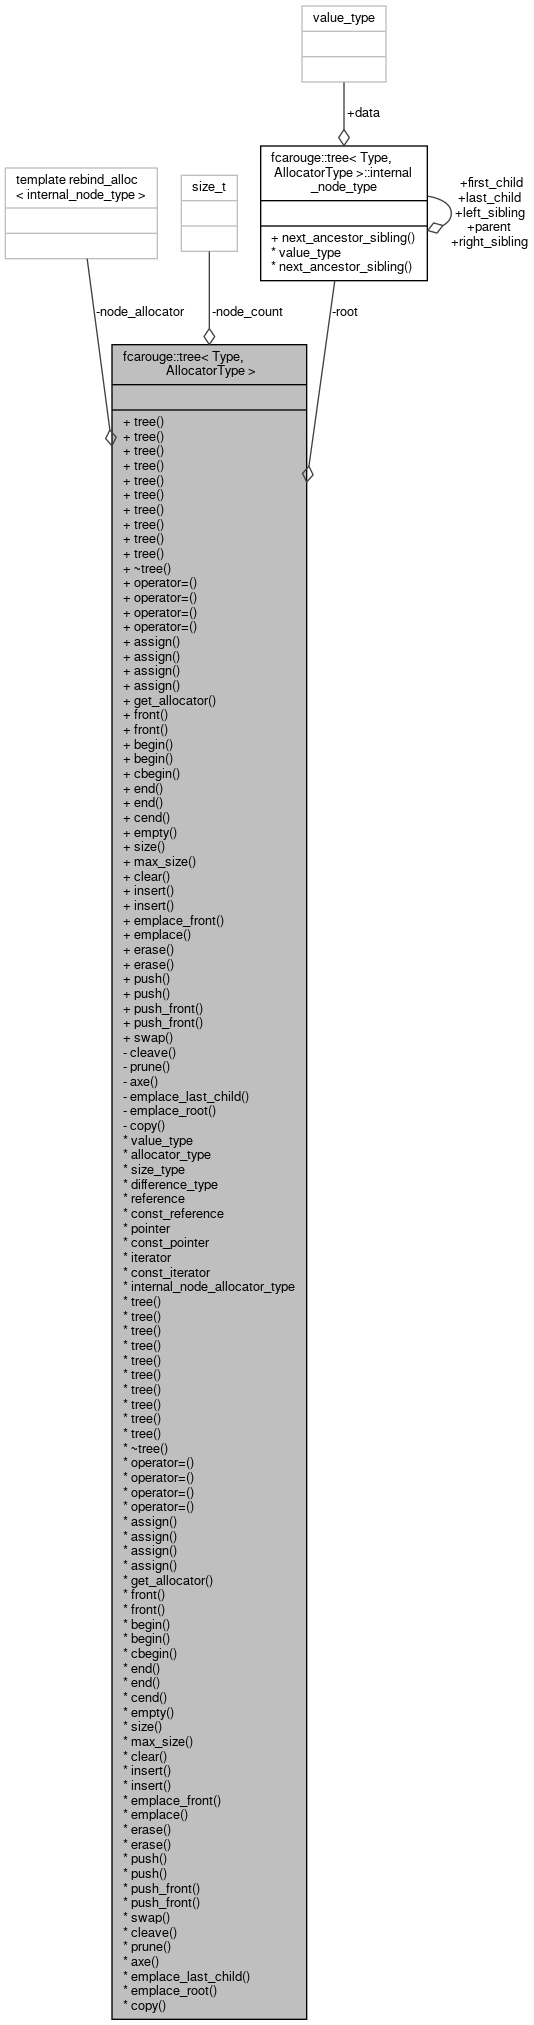 value_type
+data
fcarouge::tree< Type,
AllocatorType >::internal
_node_type
+ next_ancestor_sibling()
* value_type
* next_ancestor_sibling()
+first_child
+last_child
+left_sibling
+parent
+right_sibling
template rebind_alloc
< internal_node_type >
size_t
-node_allocator
-node_count
-root
fcarouge::tree< Type,
AllocatorType >
+ tree()
+ tree()
+ tree()
+ tree()
+ tree()
+ tree()
+ tree()
+ tree()
+ tree()
+ tree()
+ ~tree()
+ operator=()
+ operator=()
+ operator=()
+ operator=()
+ assign()
+ assign()
+ assign()
+ assign()
+ get_allocator()
+ front()
+ front()
+ begin()
+ begin()
+ cbegin()
+ end()
+ end()
+ cend()
+ empty()
+ size()
+ max_size()
+ clear()
+ insert()
+ insert()
+ emplace_front()
+ emplace()
+ erase()
+ erase()
+ push()
+ push()
+ push_front()
+ push_front()
+ swap()
- cleave()
- prune()
- axe()
- emplace_last_child()
- emplace_root()
- copy()
* value_type
* allocator_type
* size_type
* difference_type
* reference
* const_reference
* pointer
* const_pointer
* iterator
* const_iterator
* internal_node_allocator_type
* tree()
* tree()
* tree()
* tree()
* tree()
* tree()
* tree()
* tree()
* tree()
* tree()
* ~tree()
* operator=()
* operator=()
* operator=()
* operator=()
* assign()
* assign()
* assign()
* assign()
* get_allocator()
* front()
* front()
* begin()
* begin()
* cbegin()
* end()
* end()
* cend()
* empty()
* size()
* max_size()
* clear()
* insert()
* insert()
* emplace_front()
* emplace()
* erase()
* erase()
* push()
* push()
* push_front()
* push_front()
* swap()
* cleave()
* prune()
* axe()
* emplace_last_child()
* emplace_root()
* copy()